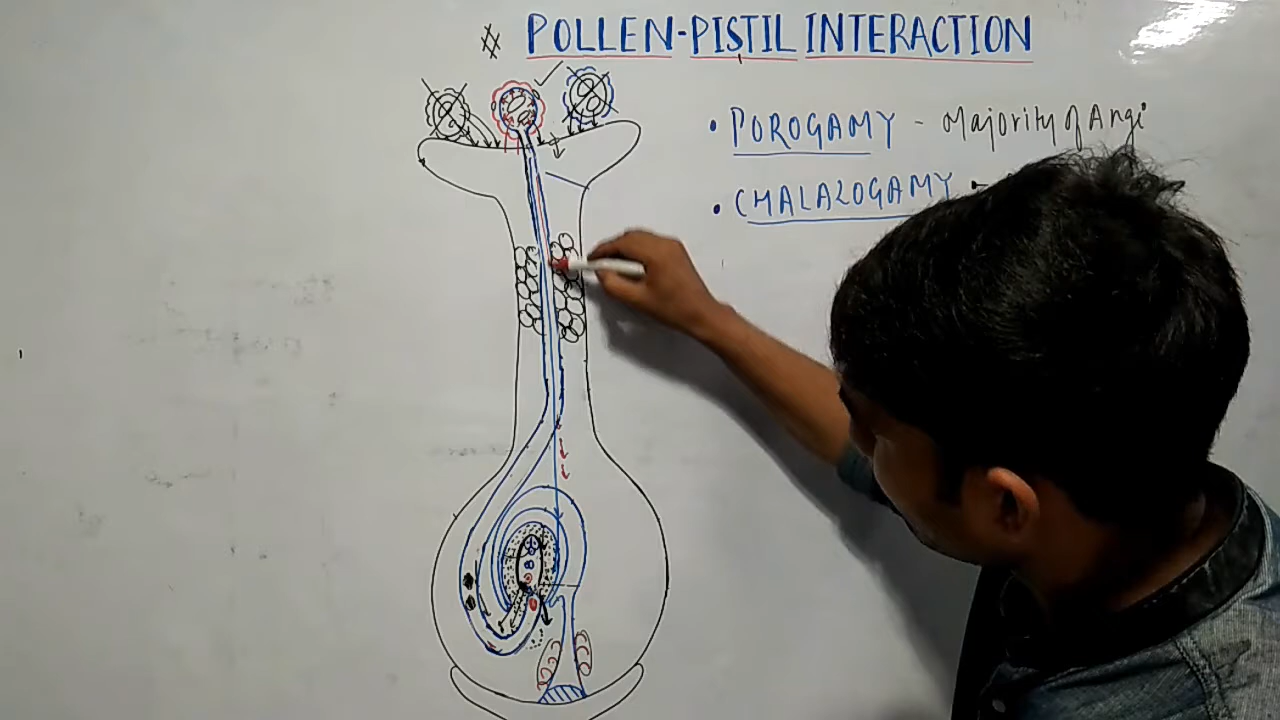 # POLLEN-PISTIL INTERACTION
• POROGAMY - Majority of Angi
• CHALAZOGAMY -